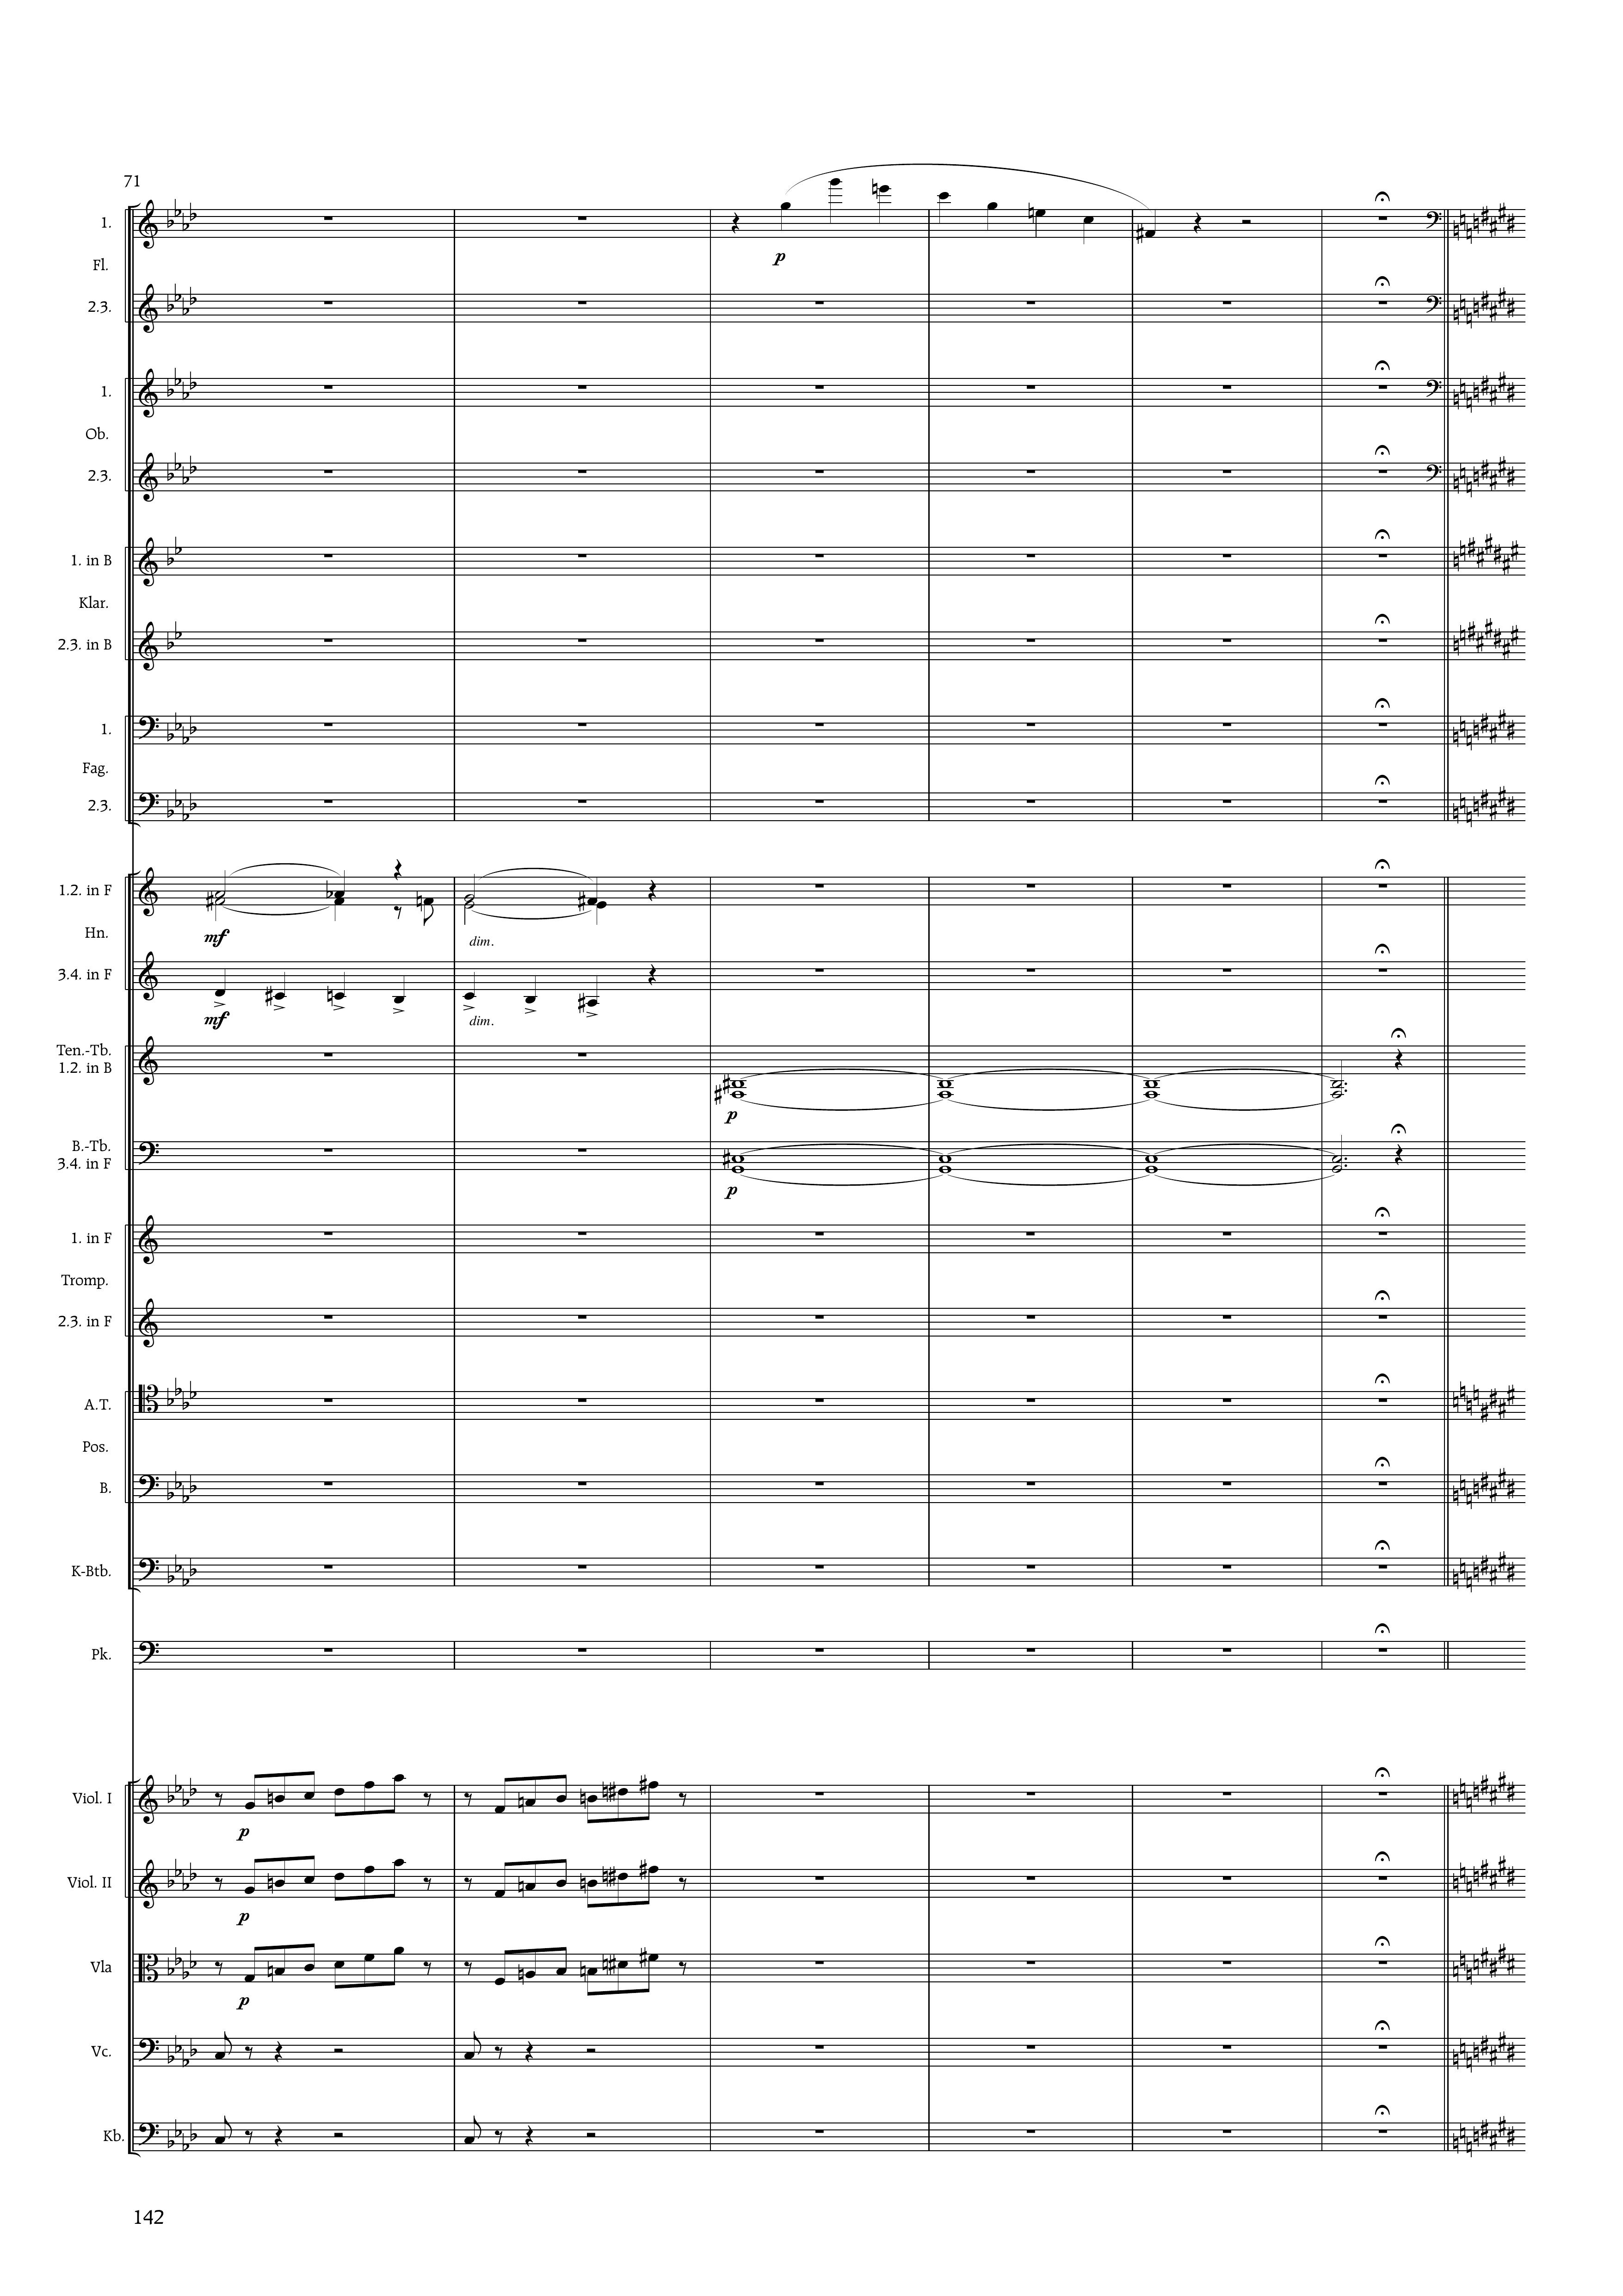 71
1.
p
Fl.
2.3.
1.
Ob.
2.3.
1. in B
Klar.
2.3. in B
1.
Fag.
2.3.
1.2. in F
mf
dim.
Hn.
3.4. in F
mf
dim.
Ten.-Tb.
1.2. in B
p
B.-Tb.
3.4. in F
p
1. in F
Tromp.
2.3. in F
A.T.
Pos.
B.
K-Btb.
Pk.
Viol. I
p
Viol. II
p
Vla
p
Vc.
Kb.
142